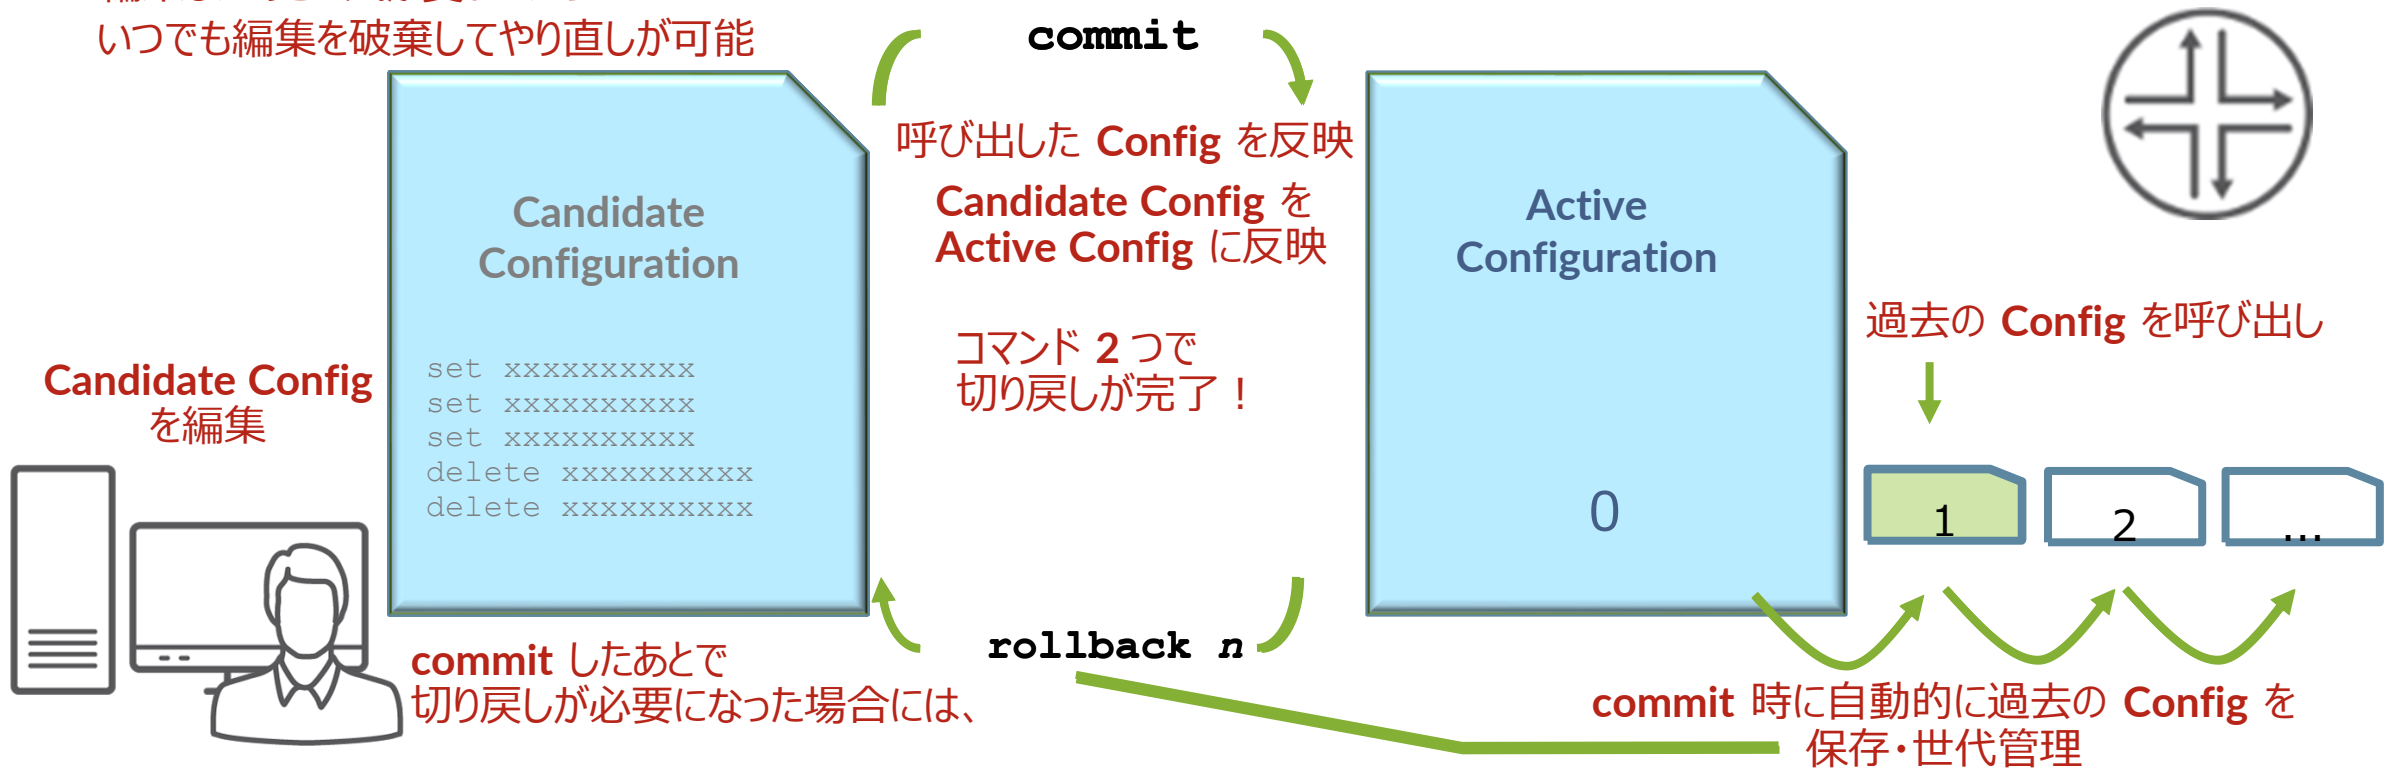 いつでも編集を破棄してやり直しが可能
commit
呼び出した Config を反映
Candidate Config を
Active Config に反映
コマンド 2 つで
切り戻しが完了！
Candidate
Configuration
set xxxxxxxxxx
set xxxxxxxxxx
set xxxxxxxxxx
delete xxxxxxxxxx
delete xxxxxxxxxx
Active
Configuration
0
過去の Config を呼び出し
1
2
...
Candidate Config
を編集
commit したあとで
切り戻しが必要になった場合には、
rollback n
commit 時に自動的に過去の Config を
保存・世代管理